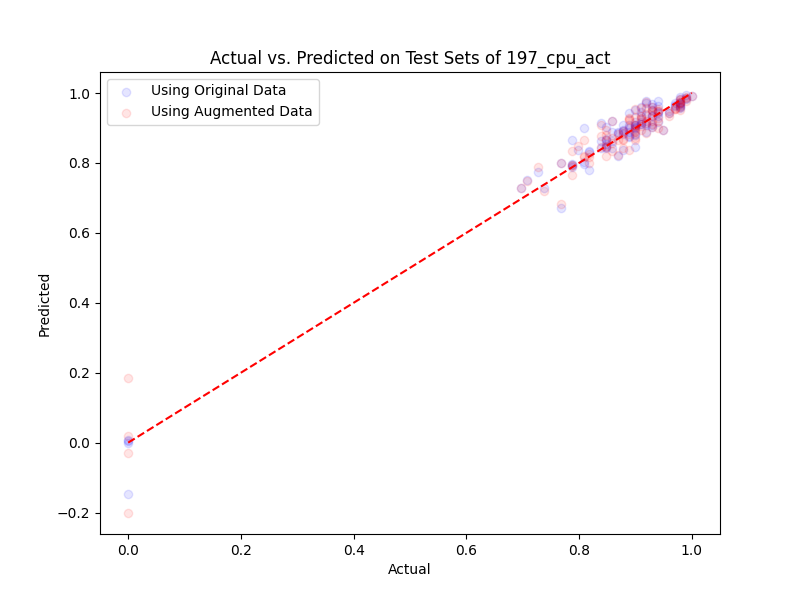 Actual vs. Predicted on Test Sets of 197_cpu_act
Using Original Data
Using Augmented Data
1.0
0.8
0.6
0.4
0.2
0.0
−0.2
Predicted
0.0 0.2 0.4 0.6 0.8 1.0
Actual